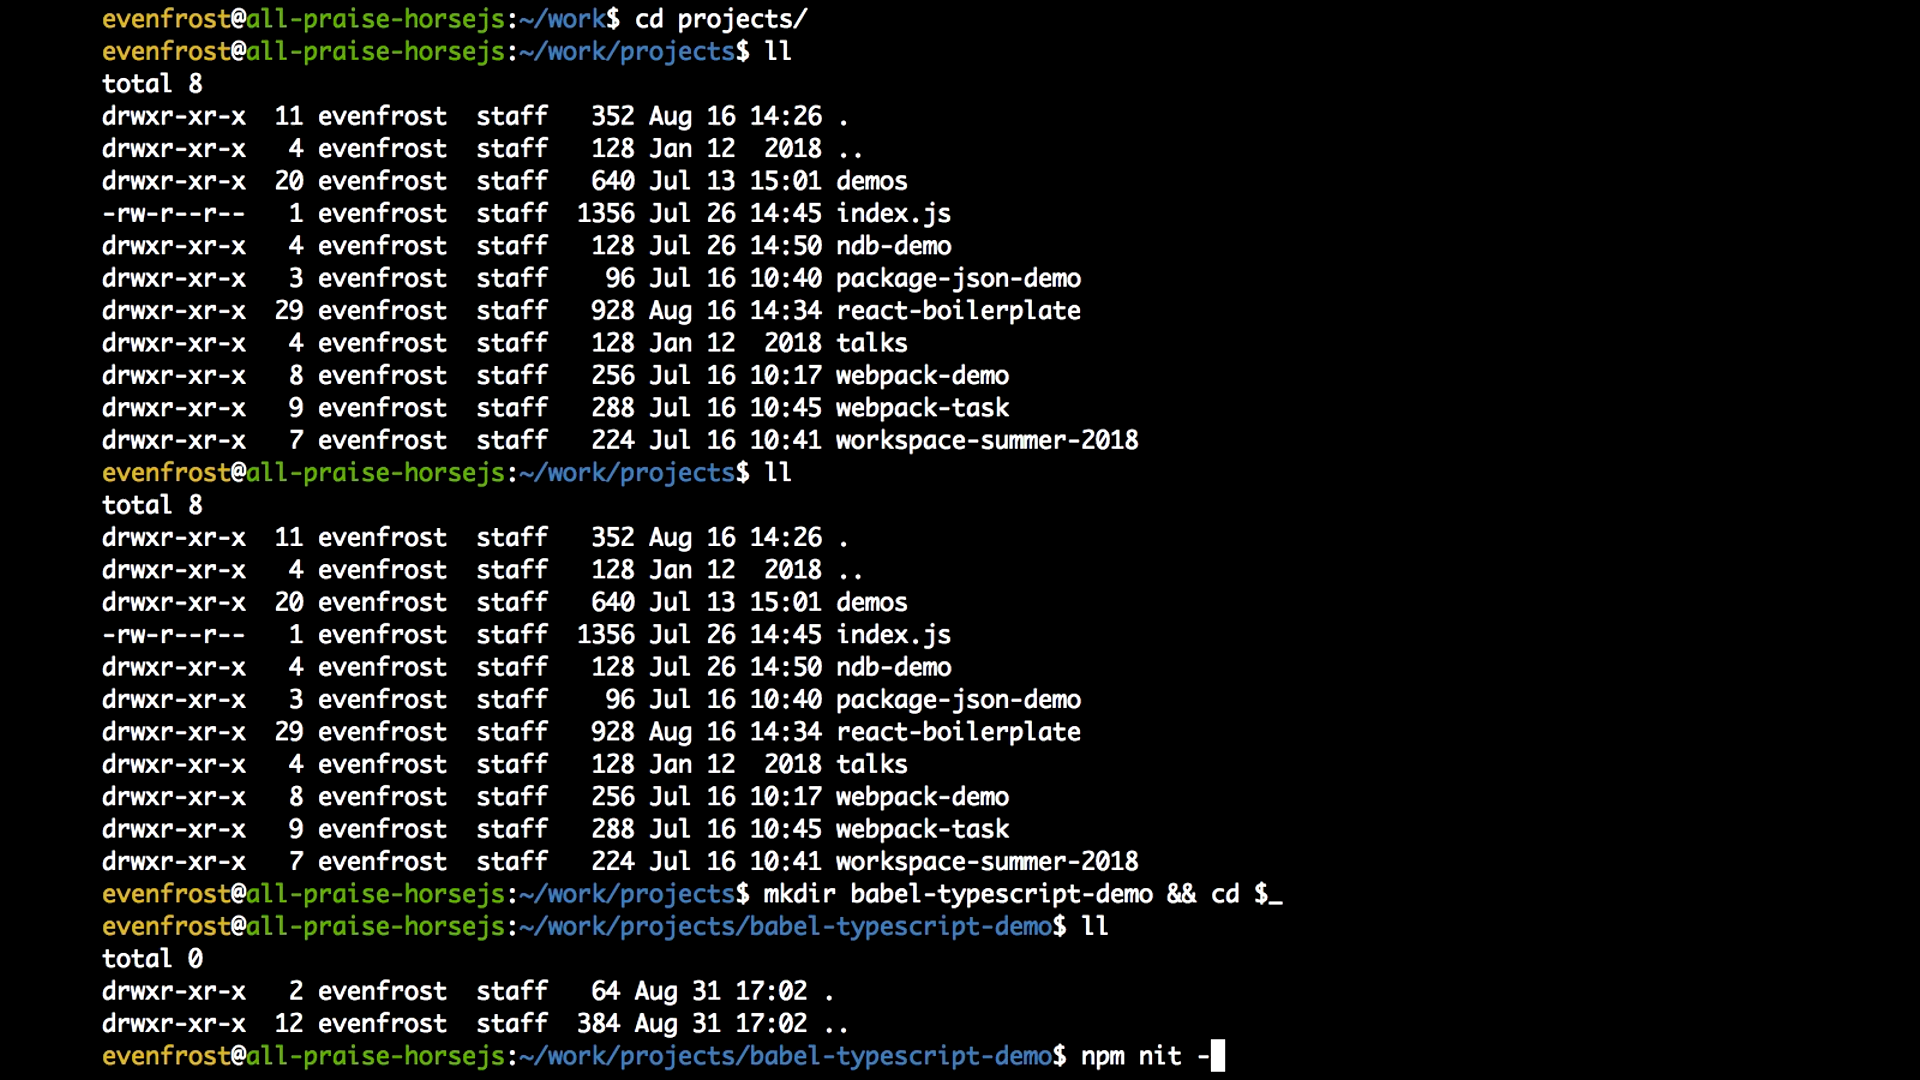 evenfrost@all-praise-horsejs:~/work$ cd projects/
evenfrost@all-praise-horsejs:~/work/projects$ ll
total 8
drwxr-xr-x  11 evenfrost  staff   352 Aug 16 14:26 .
drwxr-xr-x   4 evenfrost  staff   128 Jan 12  2018 ..
drwxr-xr-x  20 evenfrost  staff   640 Jul 13 15:01 demos
-rw-r--r--   1 evenfrost  staff  1356 Jul 26 14:45 index.js
drwxr-xr-x   4 evenfrost  staff   128 Jul 26 14:50 ndb-demo
drwxr-xr-x   3 evenfrost  staff    96 Jul 16 10:40 package-json-demo
drwxr-xr-x  29 evenfrost  staff   928 Aug 16 14:34 react-boilerplate
drwxr-xr-x   4 evenfrost  staff   128 Jan 12  2018 talks
drwxr-xr-x   8 evenfrost  staff   256 Jul 16 10:17 webpack-demo
drwxr-xr-x   9 evenfrost  staff   288 Jul 16 10:45 webpack-task
drwxr-xr-x   7 evenfrost  staff   224 Jul 16 10:41 workspace-summer-2018
evenfrost@all-praise-horsejs:~/work/projects$ ll
total 8
drwxr-xr-x  11 evenfrost  staff   352 Aug 16 14:26 .
drwxr-xr-x   4 evenfrost  staff   128 Jan 12  2018 ..
drwxr-xr-x  20 evenfrost  staff   640 Jul 13 15:01 demos
-rw-r--r--   1 evenfrost  staff  1356 Jul 26 14:45 index.js
drwxr-xr-x   4 evenfrost  staff   128 Jul 26 14:50 ndb-demo
drwxr-xr-x   3 evenfrost  staff    96 Jul 16 10:40 package-json-demo
drwxr-xr-x  29 evenfrost  staff   928 Aug 16 14:34 react-boilerplate
drwxr-xr-x   4 evenfrost  staff   128 Jan 12  2018 talks
drwxr-xr-x   8 evenfrost  staff   256 Jul 16 10:17 webpack-demo
drwxr-xr-x   9 evenfrost  staff   288 Jul 16 10:45 webpack-task
drwxr-xr-x   7 evenfrost  staff   224 Jul 16 10:41 workspace-summer-2018
evenfrost@all-praise-horsejs:~/work/projects$ mkdir babel-typescript-demo && cd $_
evenfrost@all-praise-horsejs:~/work/projects/babel-typescript-demo$ ll
total 0
drwxr-xr-x   2 evenfrost  staff   64 Aug 31 17:02 .
drwxr-xr-x  12 evenfrost  staff  384 Aug 31 17:02 ..
evenfrost@all-praise-horsejs:~/work/projects/babel-typescript-demo$ npm nit -